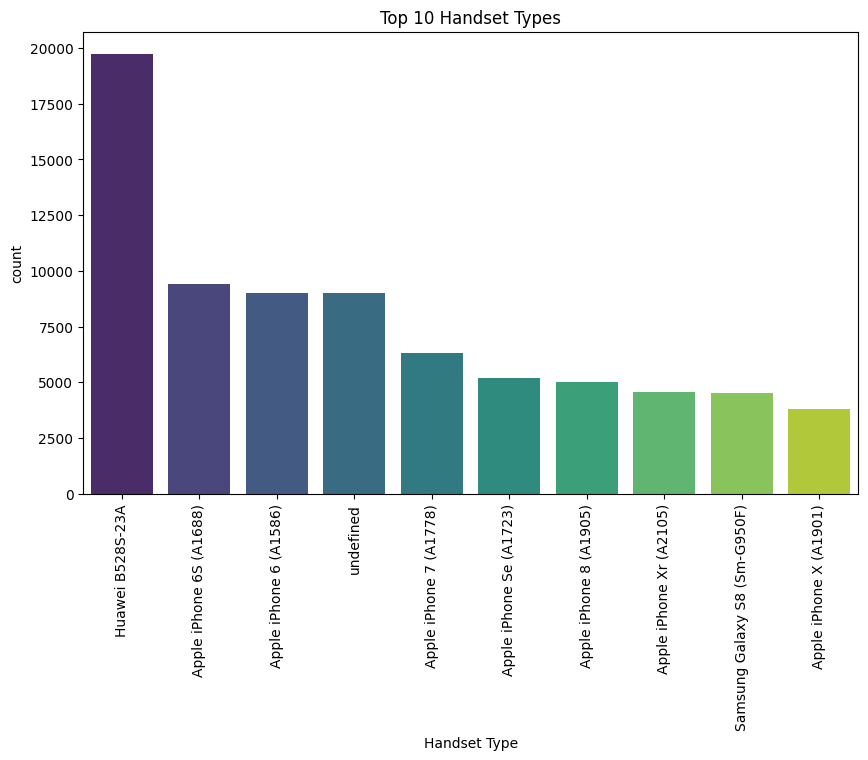 Top 10 Handset Types
20000
17500
15000
12500
10000
7500
5000
2500
0
count
Huawei B528S-23A
Apple iPhone 6S (A1688)
Apple iPhone 6 (A1586)
undefined
Apple iPhone 7 (A1778)
Apple iPhone Se (A1723)
Apple iPhone 8 (A1905)
Apple iPhone Xr (A2105)
Samsung Galaxy S8 (Sm-G950F)
Apple iPhone X (A1901)
Handset Type